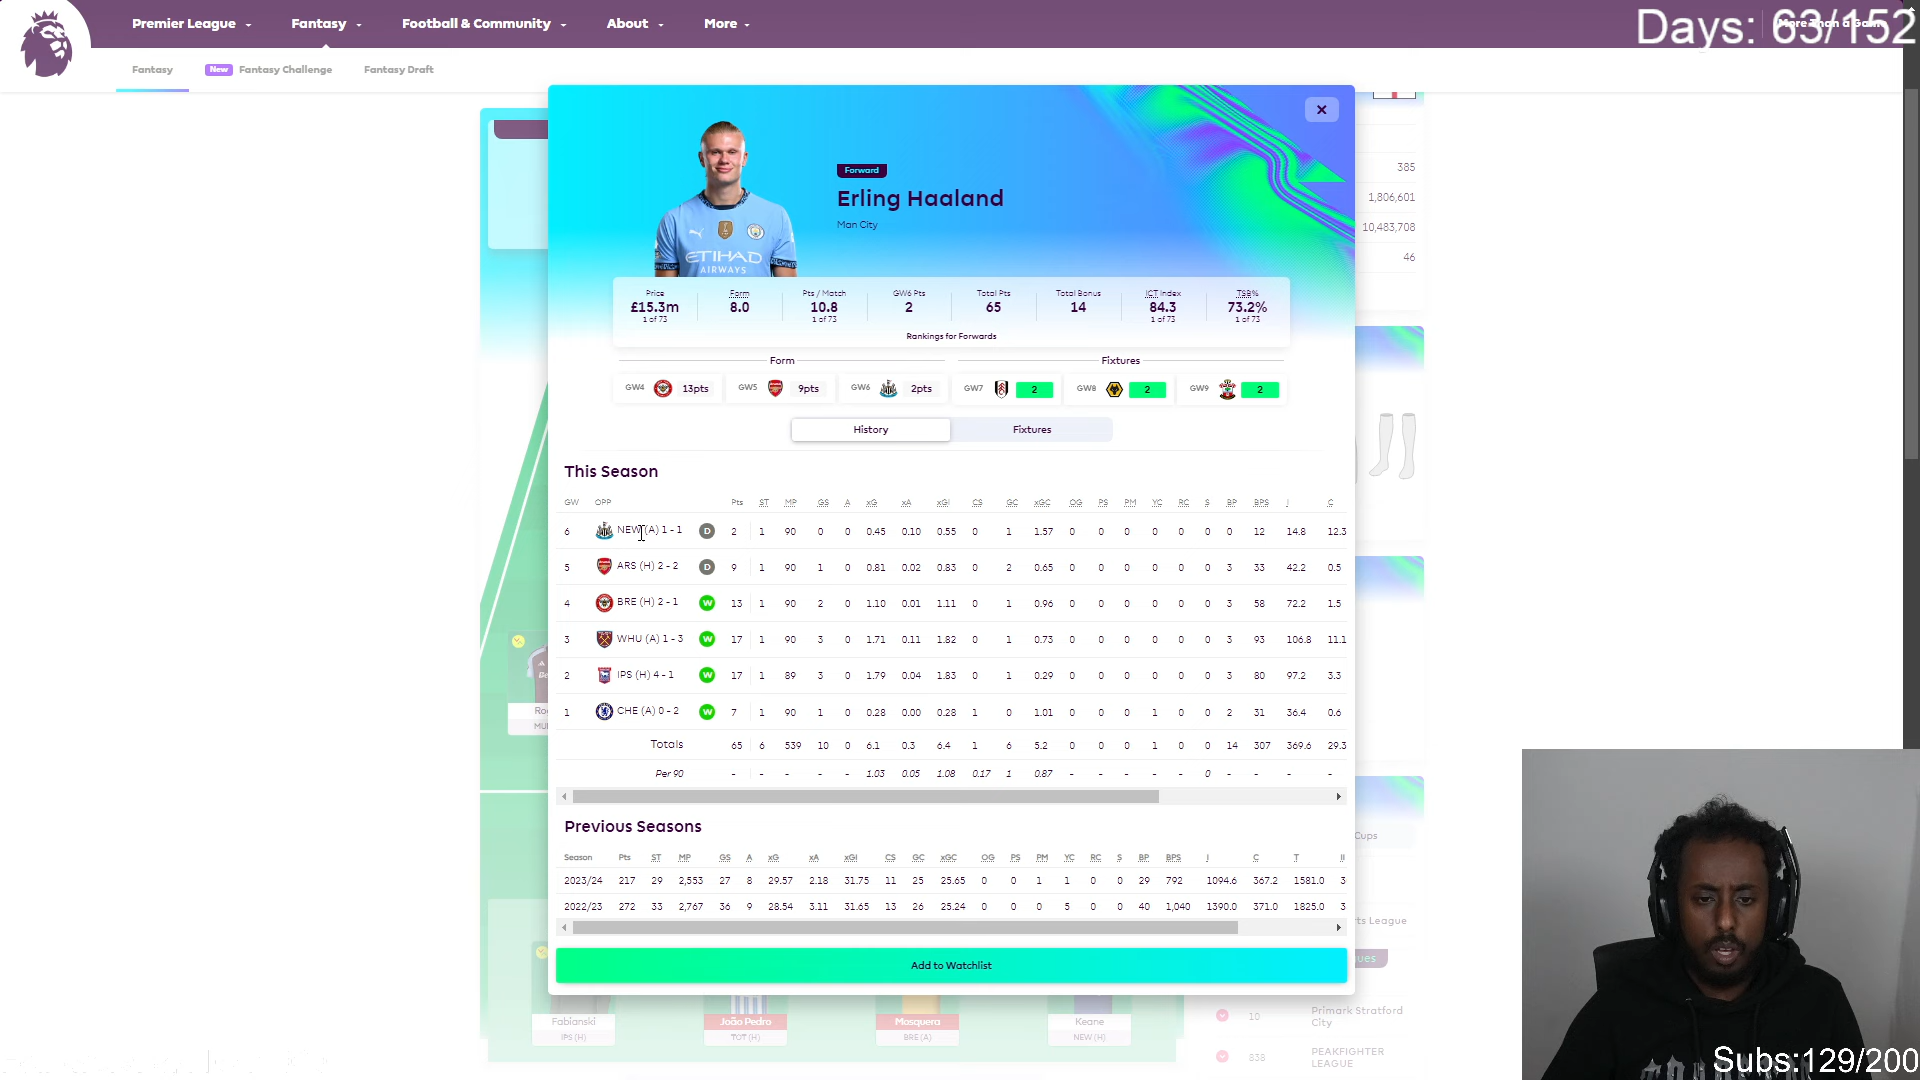 Premier League
Fantasy
Football & Community
About
More
Days: 63/152
Fantasy
New Fantasy Challenge
Fantasy Draft
Forward
Erling Haaland
Man City
ETIHAD
AIRWAYS
385
1,806,601
10,483,708
46
Price Form Pts / Match GW6 Pts Total Pts Total Bonus ICT Index TSB%
£15.3m 8.0 10.8 2 65 14 84.3 73.2%
1 of 73 1 of 73 1 of 73 1 of 73
Rankings for Forwards
Form Fixtures
GW4 13pts GW5 9pts GW6 2pts GW7 2 GW8 2 GW9 2
History Fixtures
This Season
GW OPP Pts ST MP GS A xG xA xGI CS GC xGC OG PS PM YC RC S BP BPS I C
6 NEW (A) 1 - 1 D 2 1 90 0 0 0.45 0.10 0.55 0 1 1.57 0 0 0 0 0 0 0 12 14.8 12.3
5 ARS (H) 2 - 2 D 9 1 90 1 0 0.81 0.02 0.83 0 2 0.65 0 0 0 0 0 0 3 33 42.2 0.5
4 BRE (H) 2 - 1 W 13 1 90 2 0 1.10 0.01 1.11 0 1 0.96 0 0 0 0 0 0 3 58 72.2 1.5
3 WHU (A) 1 - 3 W 17 1 90 3 0 1.71 0.11 1.82 0 1 0.73 0 0 0 0 0 0 3 93 106.8 11.1
2 IPS (H) 4 - 1 W 17 1 89 3 0 1.79 0.04 1.83 0 1 0.29 0 0 0 0 0 0 3 80 97.2 3.3
1 CHE (A) 0 - 2 W 7 1 90 1 0 0.28 0.00 0.28 1 0 1.01 0 0 0 1 0 0 2 31 36.4 0.6
Totals 65 6 539 10 0 6.1 0.3 6.4 1 6 5.2 0 0 0 1 0 0 14 307 369.6 29.3
Per 90 - - - - - 1.03 0.05 1.08 0.17 1 0.87 - - - - - 0 - - - -
Previous Seasons
Season Pts ST MP GS A xG xA xGI CS GC xGC OG PS PM YC RC S BP BPS I C T II
2023/24 217 29 2,553 27 8 29.57 2.18 31.75 11 25 25.65 0 0 1 1 0 0 29 792 1094.6 367.2 1581.0 3
2022/23 272 33 2,767 36 9 28.54 3.11 31.65 13 26 25.24 0 0 0 5 0 0 40 1,040 1390.0 371.0 1825.0 3
Add to Watchlist
Cups
ts League
ues
Fabianski
IPS (H)
João Pedro
TOT (H)
Mosquera
BRE (A)
Keane
NEW (H)
10 Primark Stratford
City
838 PEAKFIGHTER
LEAGUE
Subs:129/200